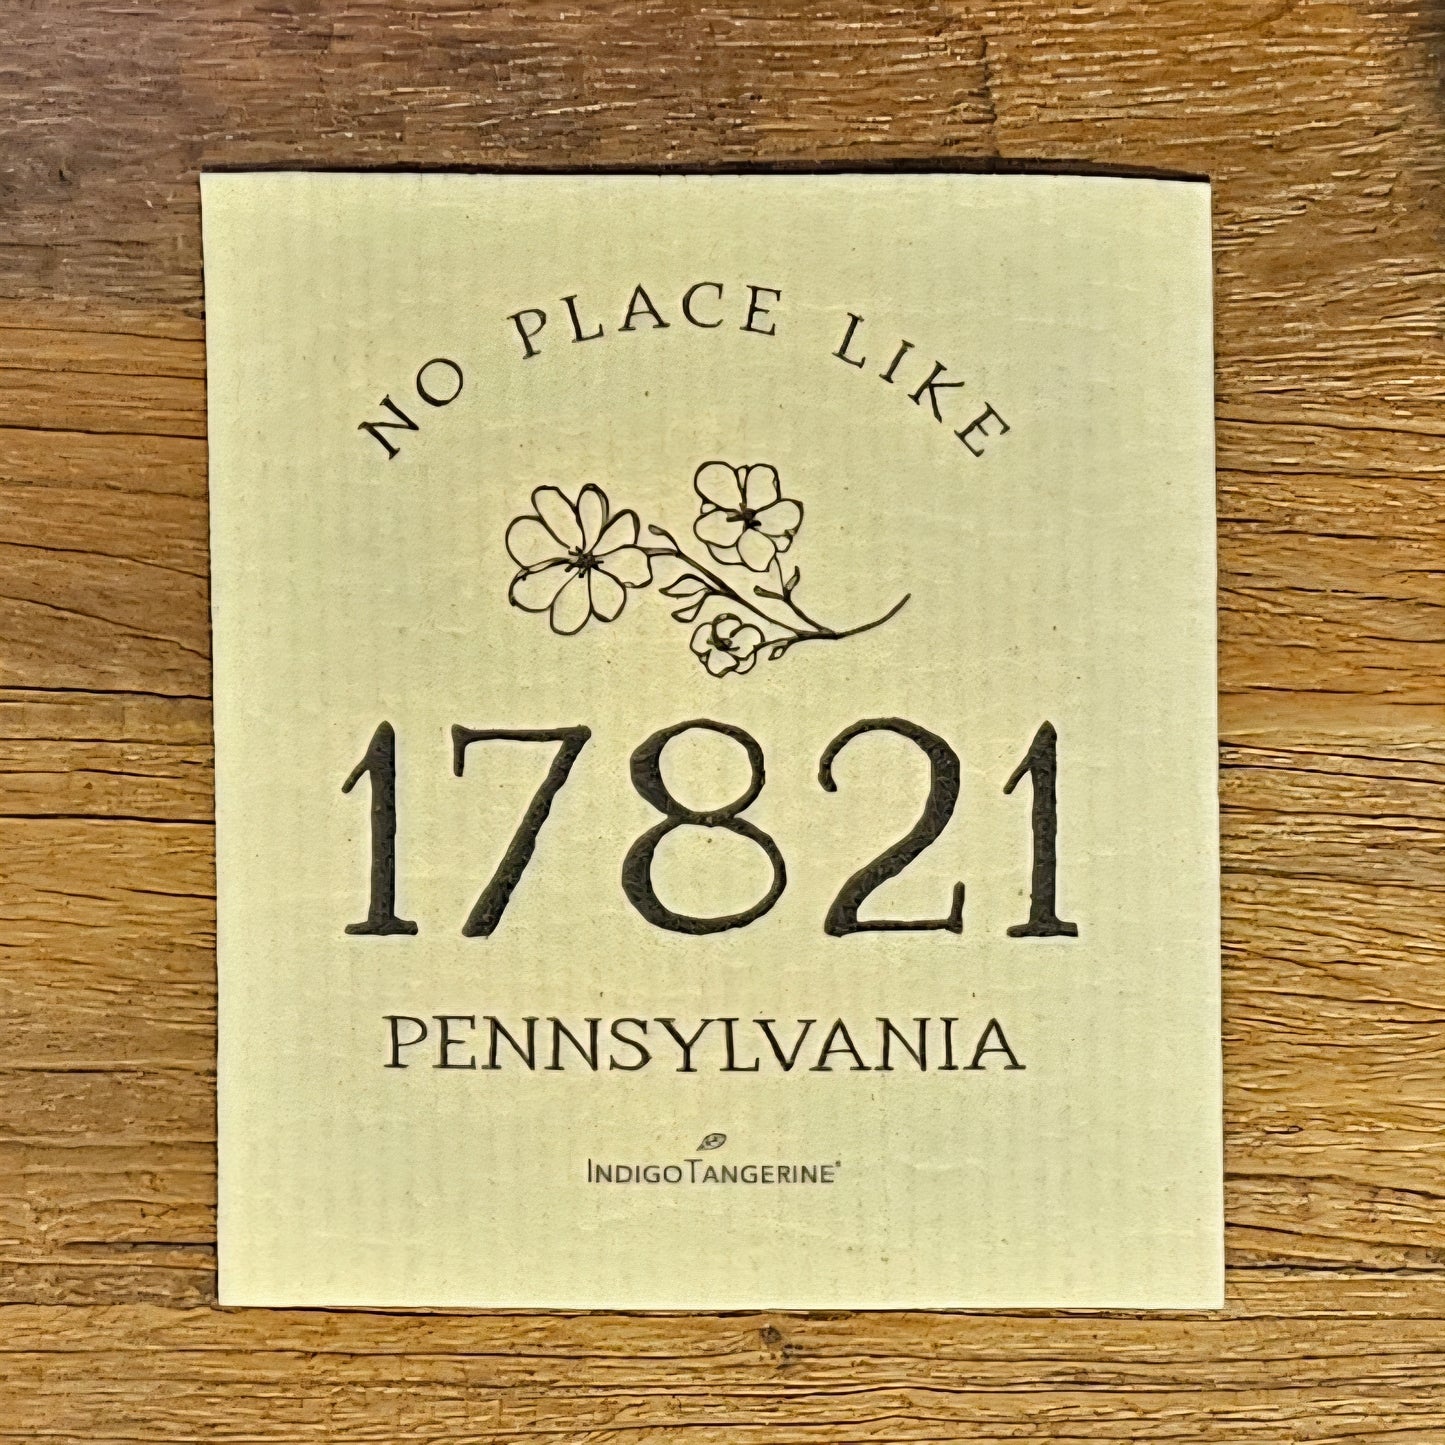 NO PLACE LIKE
17821
PENNSYLVANIA
INDIGOTANGERINE®